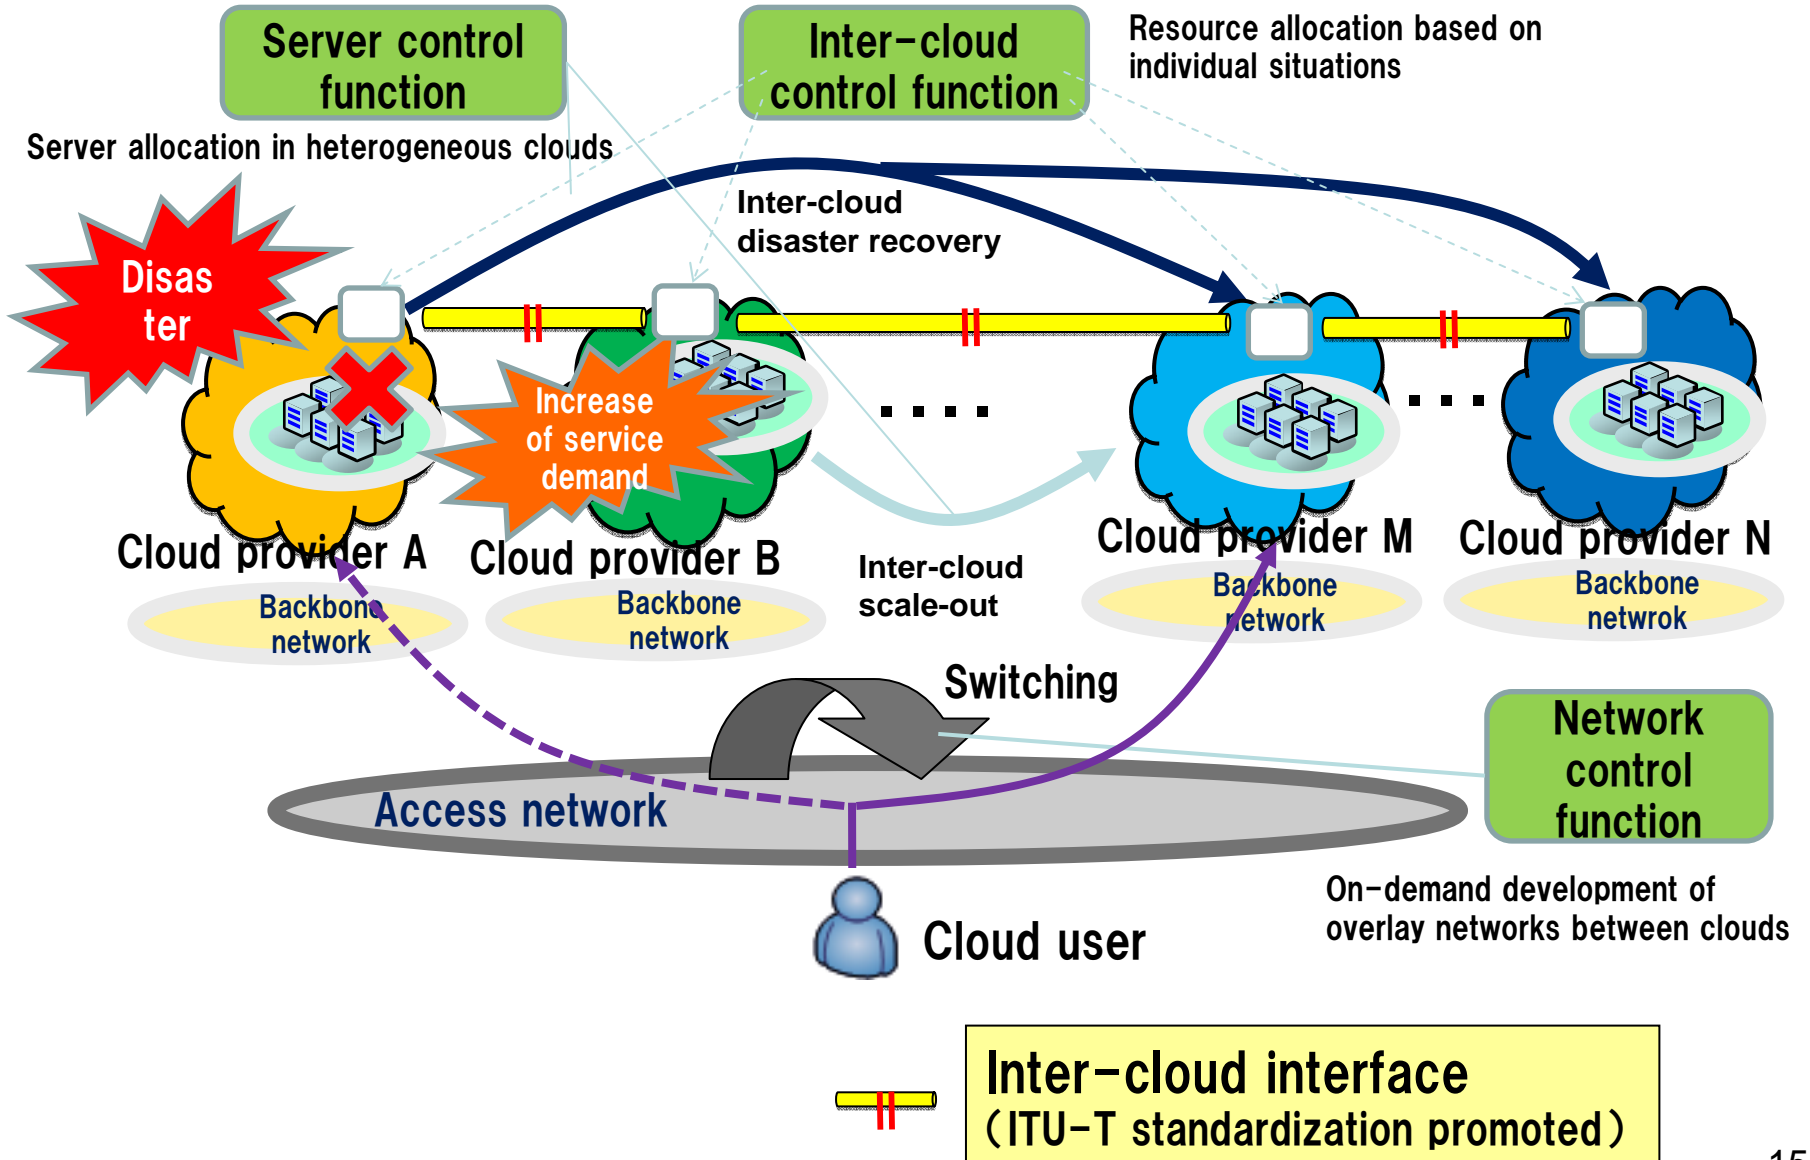 Server control
function
Inter-cloud
control function
Resource allocation based on
individual situations
Server allocation in heterogeneous clouds
Inter-cloud
disaster recovery
Disas
ter
Increase
of service
demand
Cloud provider A
Cloud provider B
Cloud provider M
Cloud provider N
Inter-cloud
scale-out
Backbone
network
Backbone
network
Backbone
network
Backbone
netwrok
Switching
Network
control
function
Access network
On-demand development of
overlay networks between clouds
Cloud user
Inter-cloud interface
(ITU-T standardization promoted)
15